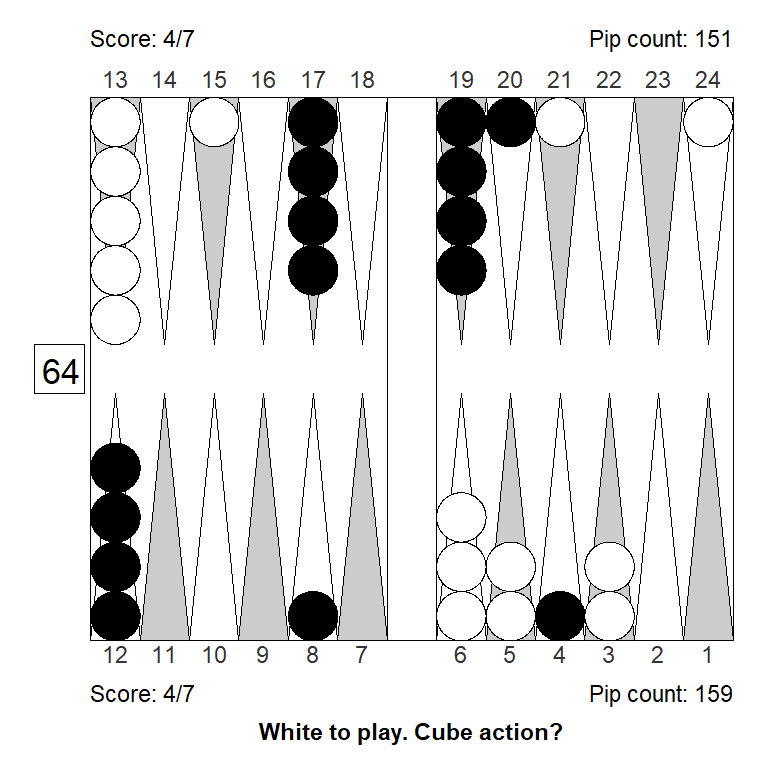 Score: 4/7 Pip count: 151
13 14 15 16 17 18 19 20 21 22 23 24
64
12 11 10 9 8 7 6 5 4 3 2 1
Score: 4/7 Pip count: 159
White to play. Cube action?